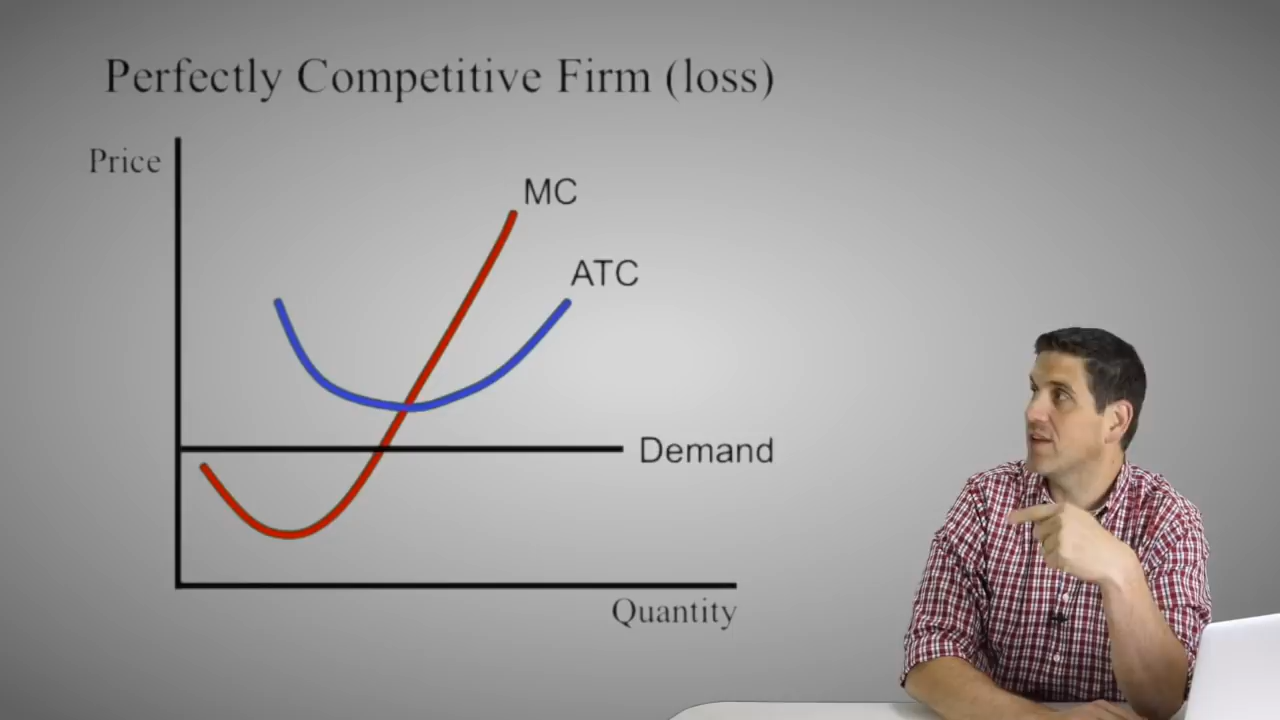 Perfectly Competitive Firm (loss)
Price
MC
ATC
Demand
Quantity